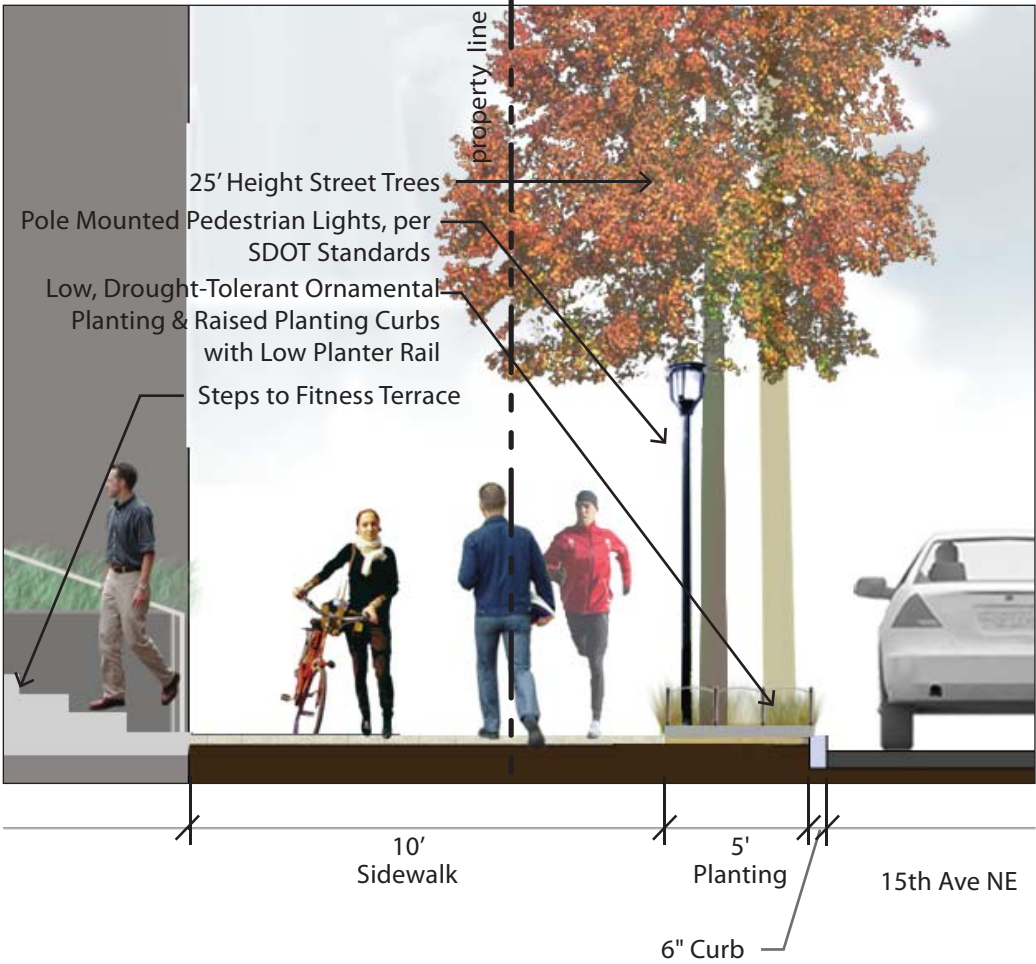 property line
25’ Height Street Trees
Pole Mounted Pedestrian Lights, per
SDOT Standards
Low, Drought-Tolerant Ornamental
Planting & Raised Planting Curbs
with Low Planter Rail
Steps to Fitness Terrace
10’
Sidewalk
5'
Planting
15th Ave NE
6" Curb